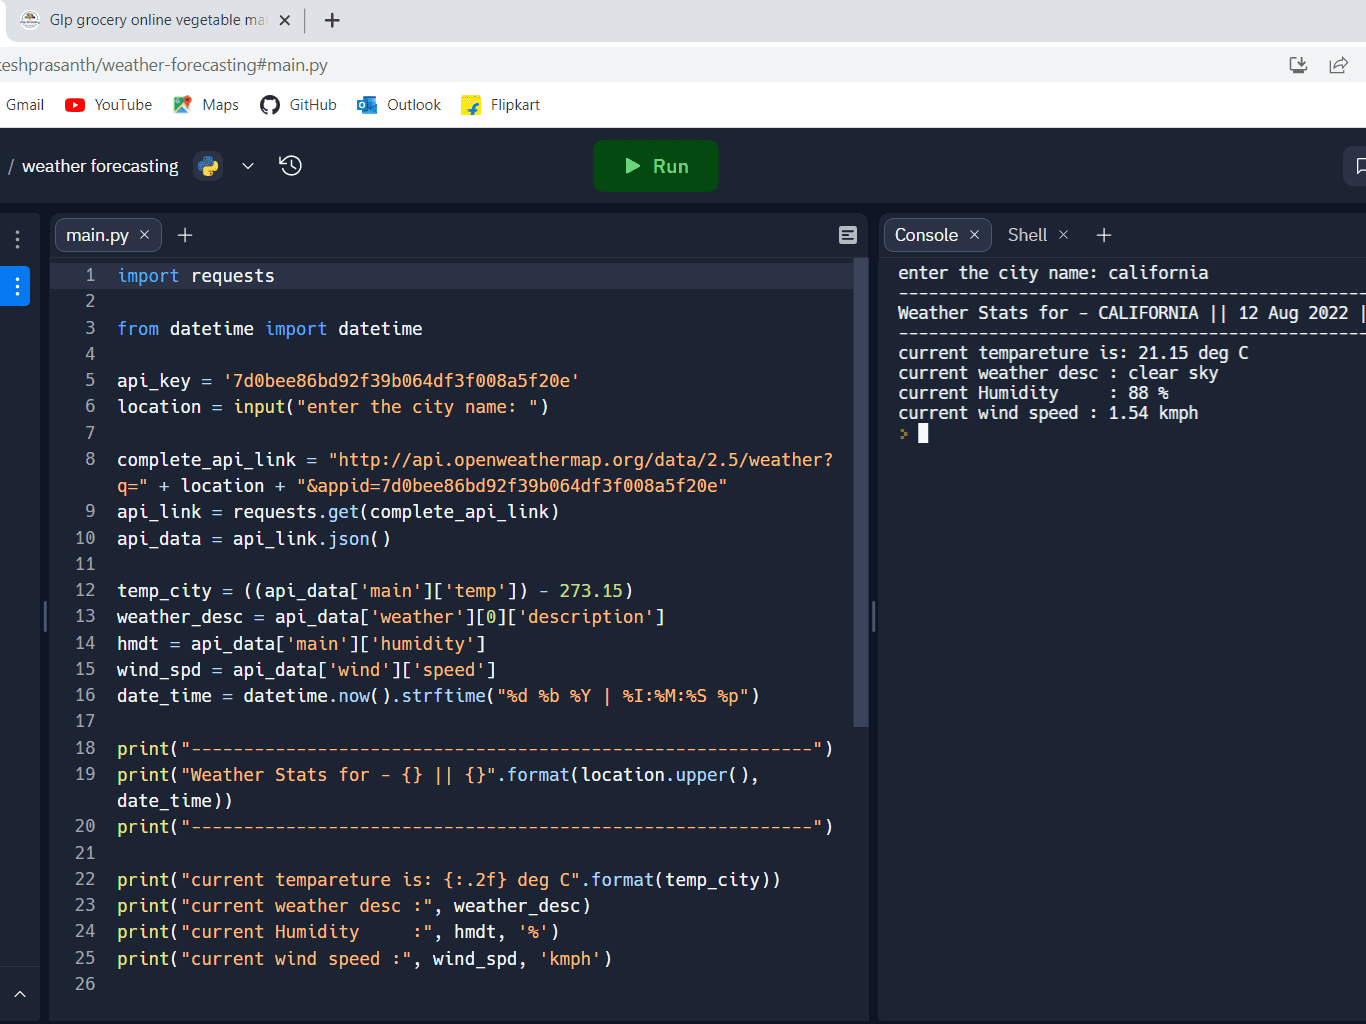 Glp grocery online vegetable ma
eshprasanth/weather-forecasting#main.py
Gmail YouTube Maps GitHub Outlook Flipkart
/ weather forecasting Run
main.py × +
Console × Shell × +
1 import requests
2
3 from datetime import datetime
4
5 api_key = '7d0bee86bd92f39b064df3f008a5f20e'
6 location = input("enter the city name: ")
7
8 complete_api_link = "http://api.openweathermap.org/data/2.5/weather?
q=" + location + "&appid=7d0bee86bd92f39b064df3f008a5f20e"
9 api_link = requests.get(complete_api_link)
10 api_data = api_link.json()
11
12 temp_city = ((api_data['main']['temp']) - 273.15)
13 weather_desc = api_data['weather'][0]['description']
14 hmdt = api_data['main']['humidity']
15 wind_spd = api_data['wind']['speed']
16 date_time = datetime.now().strftime("%d %b %Y | %I:%M:%S %p")
17
18 print("-----------------------------------------------------------")
19 print("Weather Stats for - {} || {}".format(location.upper(),
date_time))
20 print("-----------------------------------------------------------")
21
22 print("current tempareture is: {:.2f} deg C".format(temp_city))
23 print("current weather desc :", weather_desc)
24 print("current Humidity     :", hmdt, '%')
25 print("current wind speed :", wind_spd, 'kmph')
26
enter the city name: california
-----------------------------------------------
Weather Stats for - CALIFORNIA || 12 Aug 2022 |
-----------------------------------------------
current tempareture is: 21.15 deg C
current weather desc : clear sky
current Humidity     : 88 %
current wind speed : 1.54 kmph
>